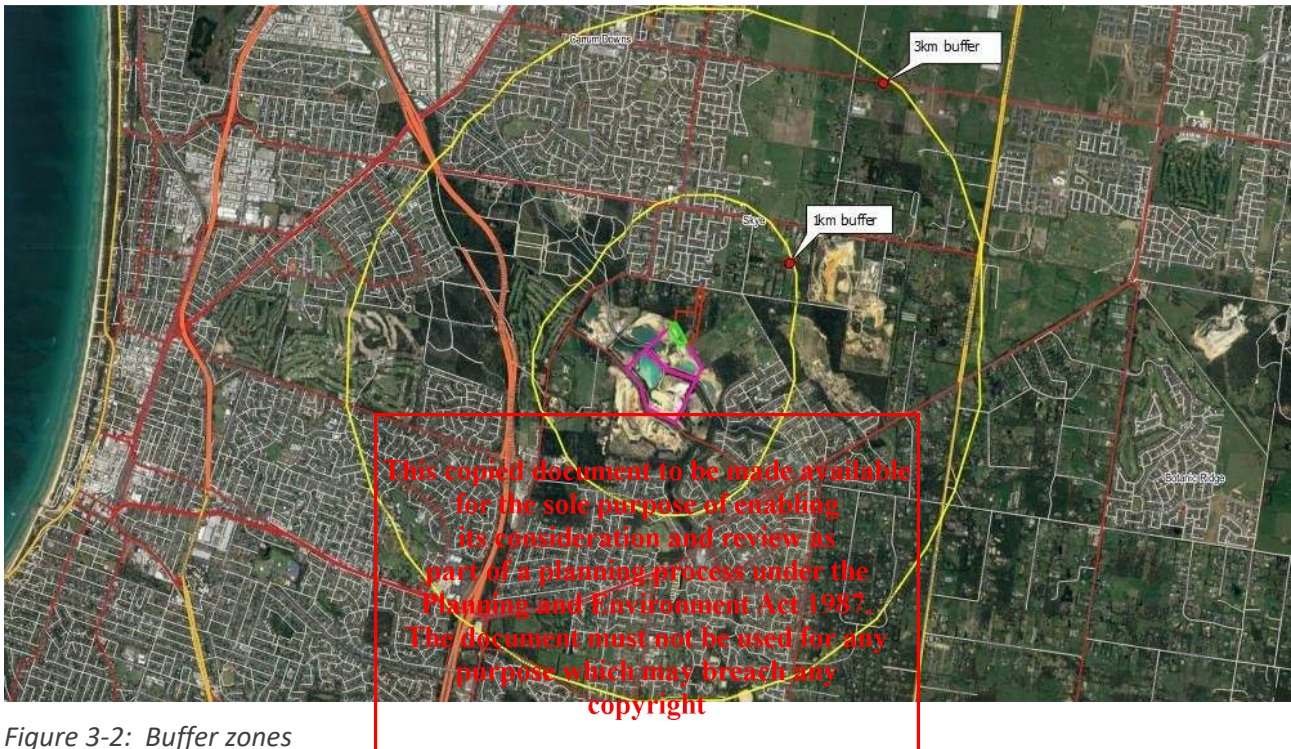 Carrum Downs
3km buffer
Skye
1km buffer
Botanic Ridge
This copied document to be made available
for the sole purpose of enabling
its consideration and review as
part of a planning process under the
Planning and Environment Act 1987.
The document must not be used for any
purpose which may breach any
copyright
Figure 3-2: Buffer zones